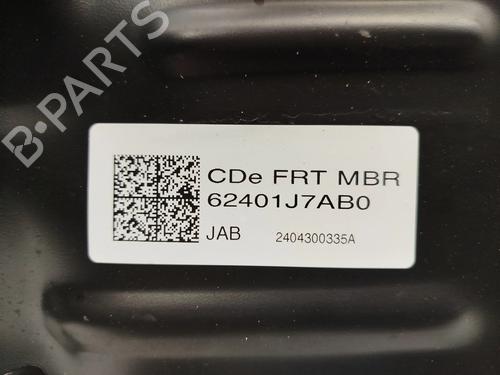 B-PARTS
CDe FRT MBR
62401J7AB0
JAB 2404300335A